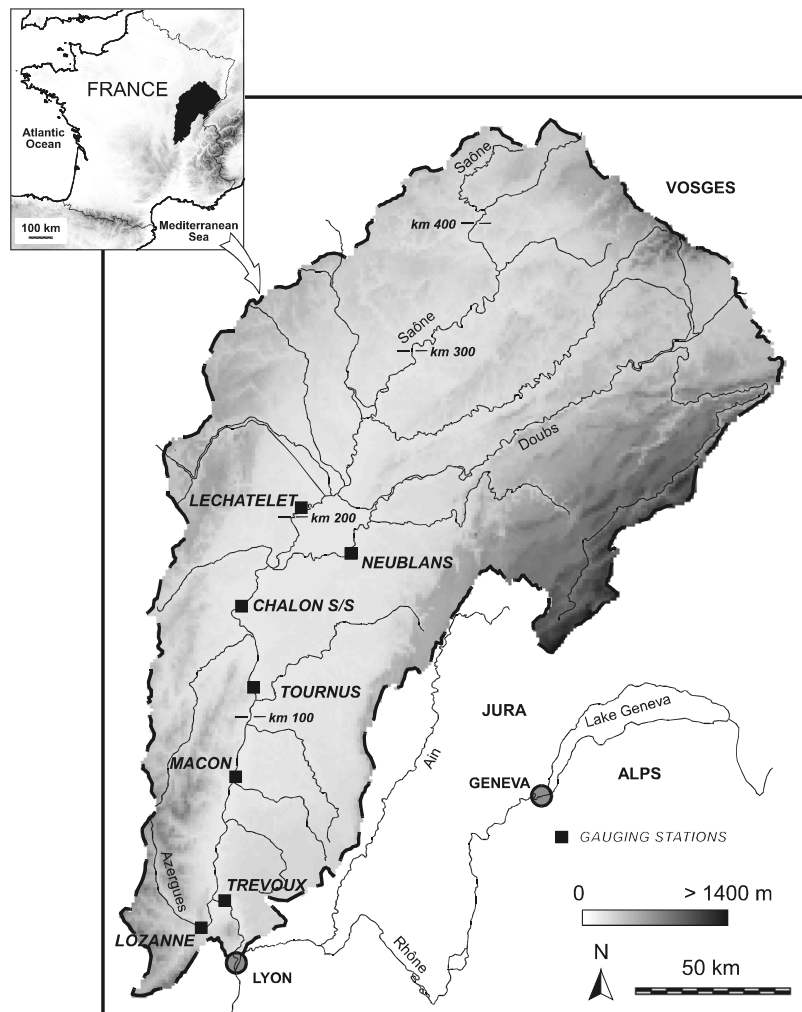 FRANCE
Atlantic
Ocean
100 km
Mediterranean
Sea
Saône
VOSGES
km 400
Saône
km 300
Doubs
LECHATELET
km 200
NEUBLANS
CHALON S/S
TOURNUS
km 100
JURA
Lake Geneva
Ain
MACON
GENEVA
ALPS
GAUGING STATIONS
Azergues
TREVOUX
0
> 1400 m
LOZANNE
Rhône
N
LYON
50 km